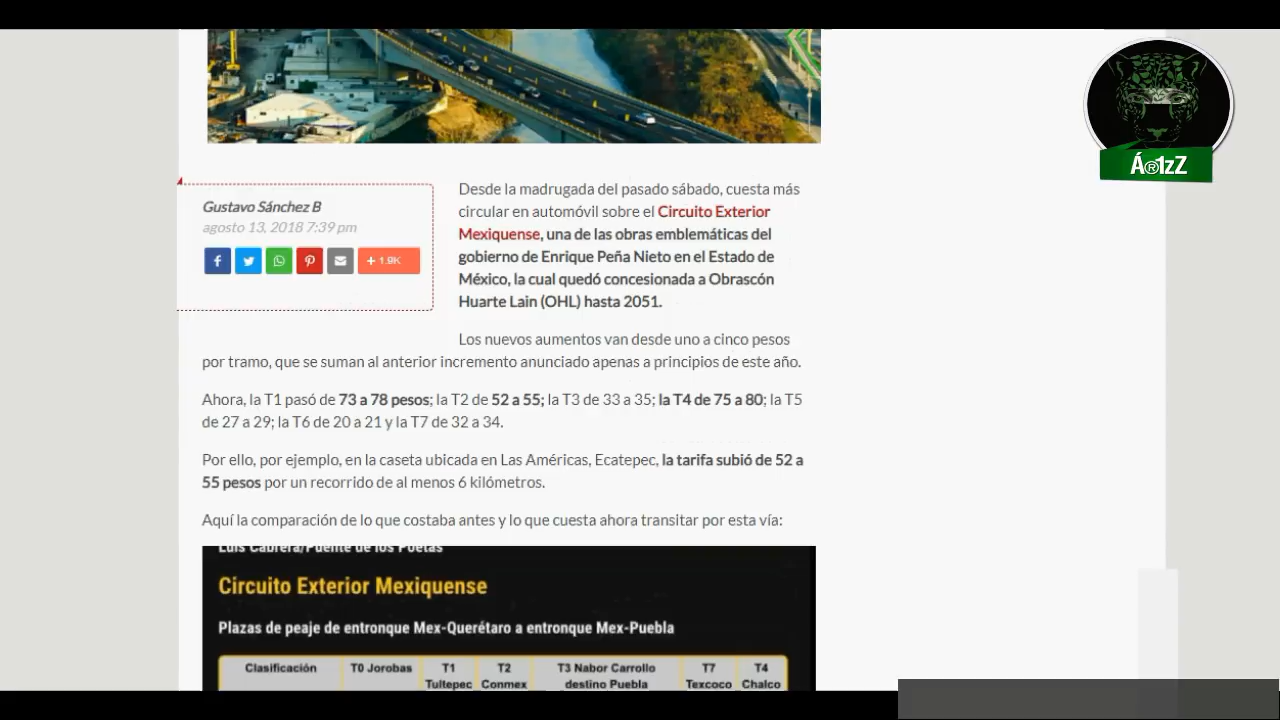 Á®1zZ
Gustavo Sánchez B
agosto 13, 2018 7:39 pm
+ 1.9K
Desde la madrugada del pasado sábado, cuesta más
circular en automóvil sobre el Circuito Exterior
Mexiquense, una de las obras emblemáticas del
gobierno de Enrique Peña Nieto en el Estado de
México, la cual quedó concesionada a Obrascón
Huarte Lain (OHL) hasta 2051.
Los nuevos aumentos van desde uno a cinco pesos
por tramo, que se suman al anterior incremento anunciado apenas a principios de este año.
Ahora, la T1 pasó de 73 a 78 pesos; la T2 de 52 a 55; la T3 de 33 a 35; la T4 de 75 a 80; la T5
de 27 a 29; la T6 de 20 a 21 y la T7 de 32 a 34.
Por ello, por ejemplo, en la caseta ubicada en Las Américas, Ecatepec, la tarifa subió de 52 a
55 pesos por un recorrido de al menos 6 kilómetros.
Aquí la comparación de lo que costaba antes y lo que cuesta ahora transitar por esta vía:
Luis Cabrera/Puente de los Poetas
Circuito Exterior Mexiquense
Plazas de peaje de entronque Mex-Querétaro a entronque Mex-Puebla
Clasificación T0 Jorobas T1 T2 T3 Nabor Carrollo T7 T4
Tultepec Conmex destino Puebla Texcoco Chalco